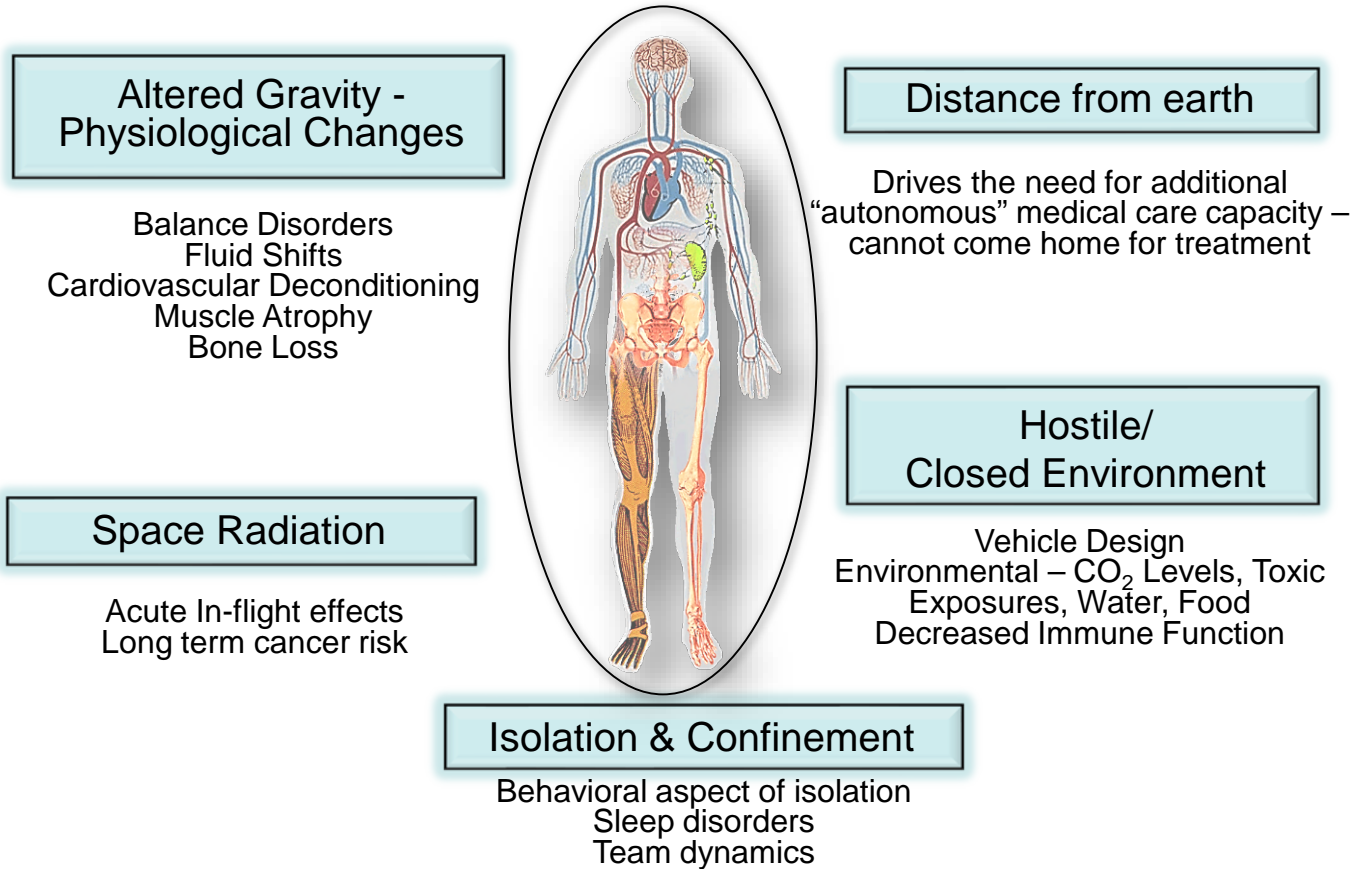 Altered Gravity -
Physiological Changes
Balance Disorders
Fluid Shifts
Cardiovascular Deconditioning
Muscle Atrophy
Bone Loss
Space Radiation
Acute In-flight effects
Long term cancer risk
Distance from earth
Drives the need for additional
“autonomous” medical care capacity –
cannot come home for treatment
Hostile/
Closed Environment
Vehicle Design
Environmental – CO₂ Levels, Toxic
Exposures, Water, Food
Decreased Immune Function
Isolation & Confinement
Behavioral aspect of isolation
Sleep disorders
Team dynamics